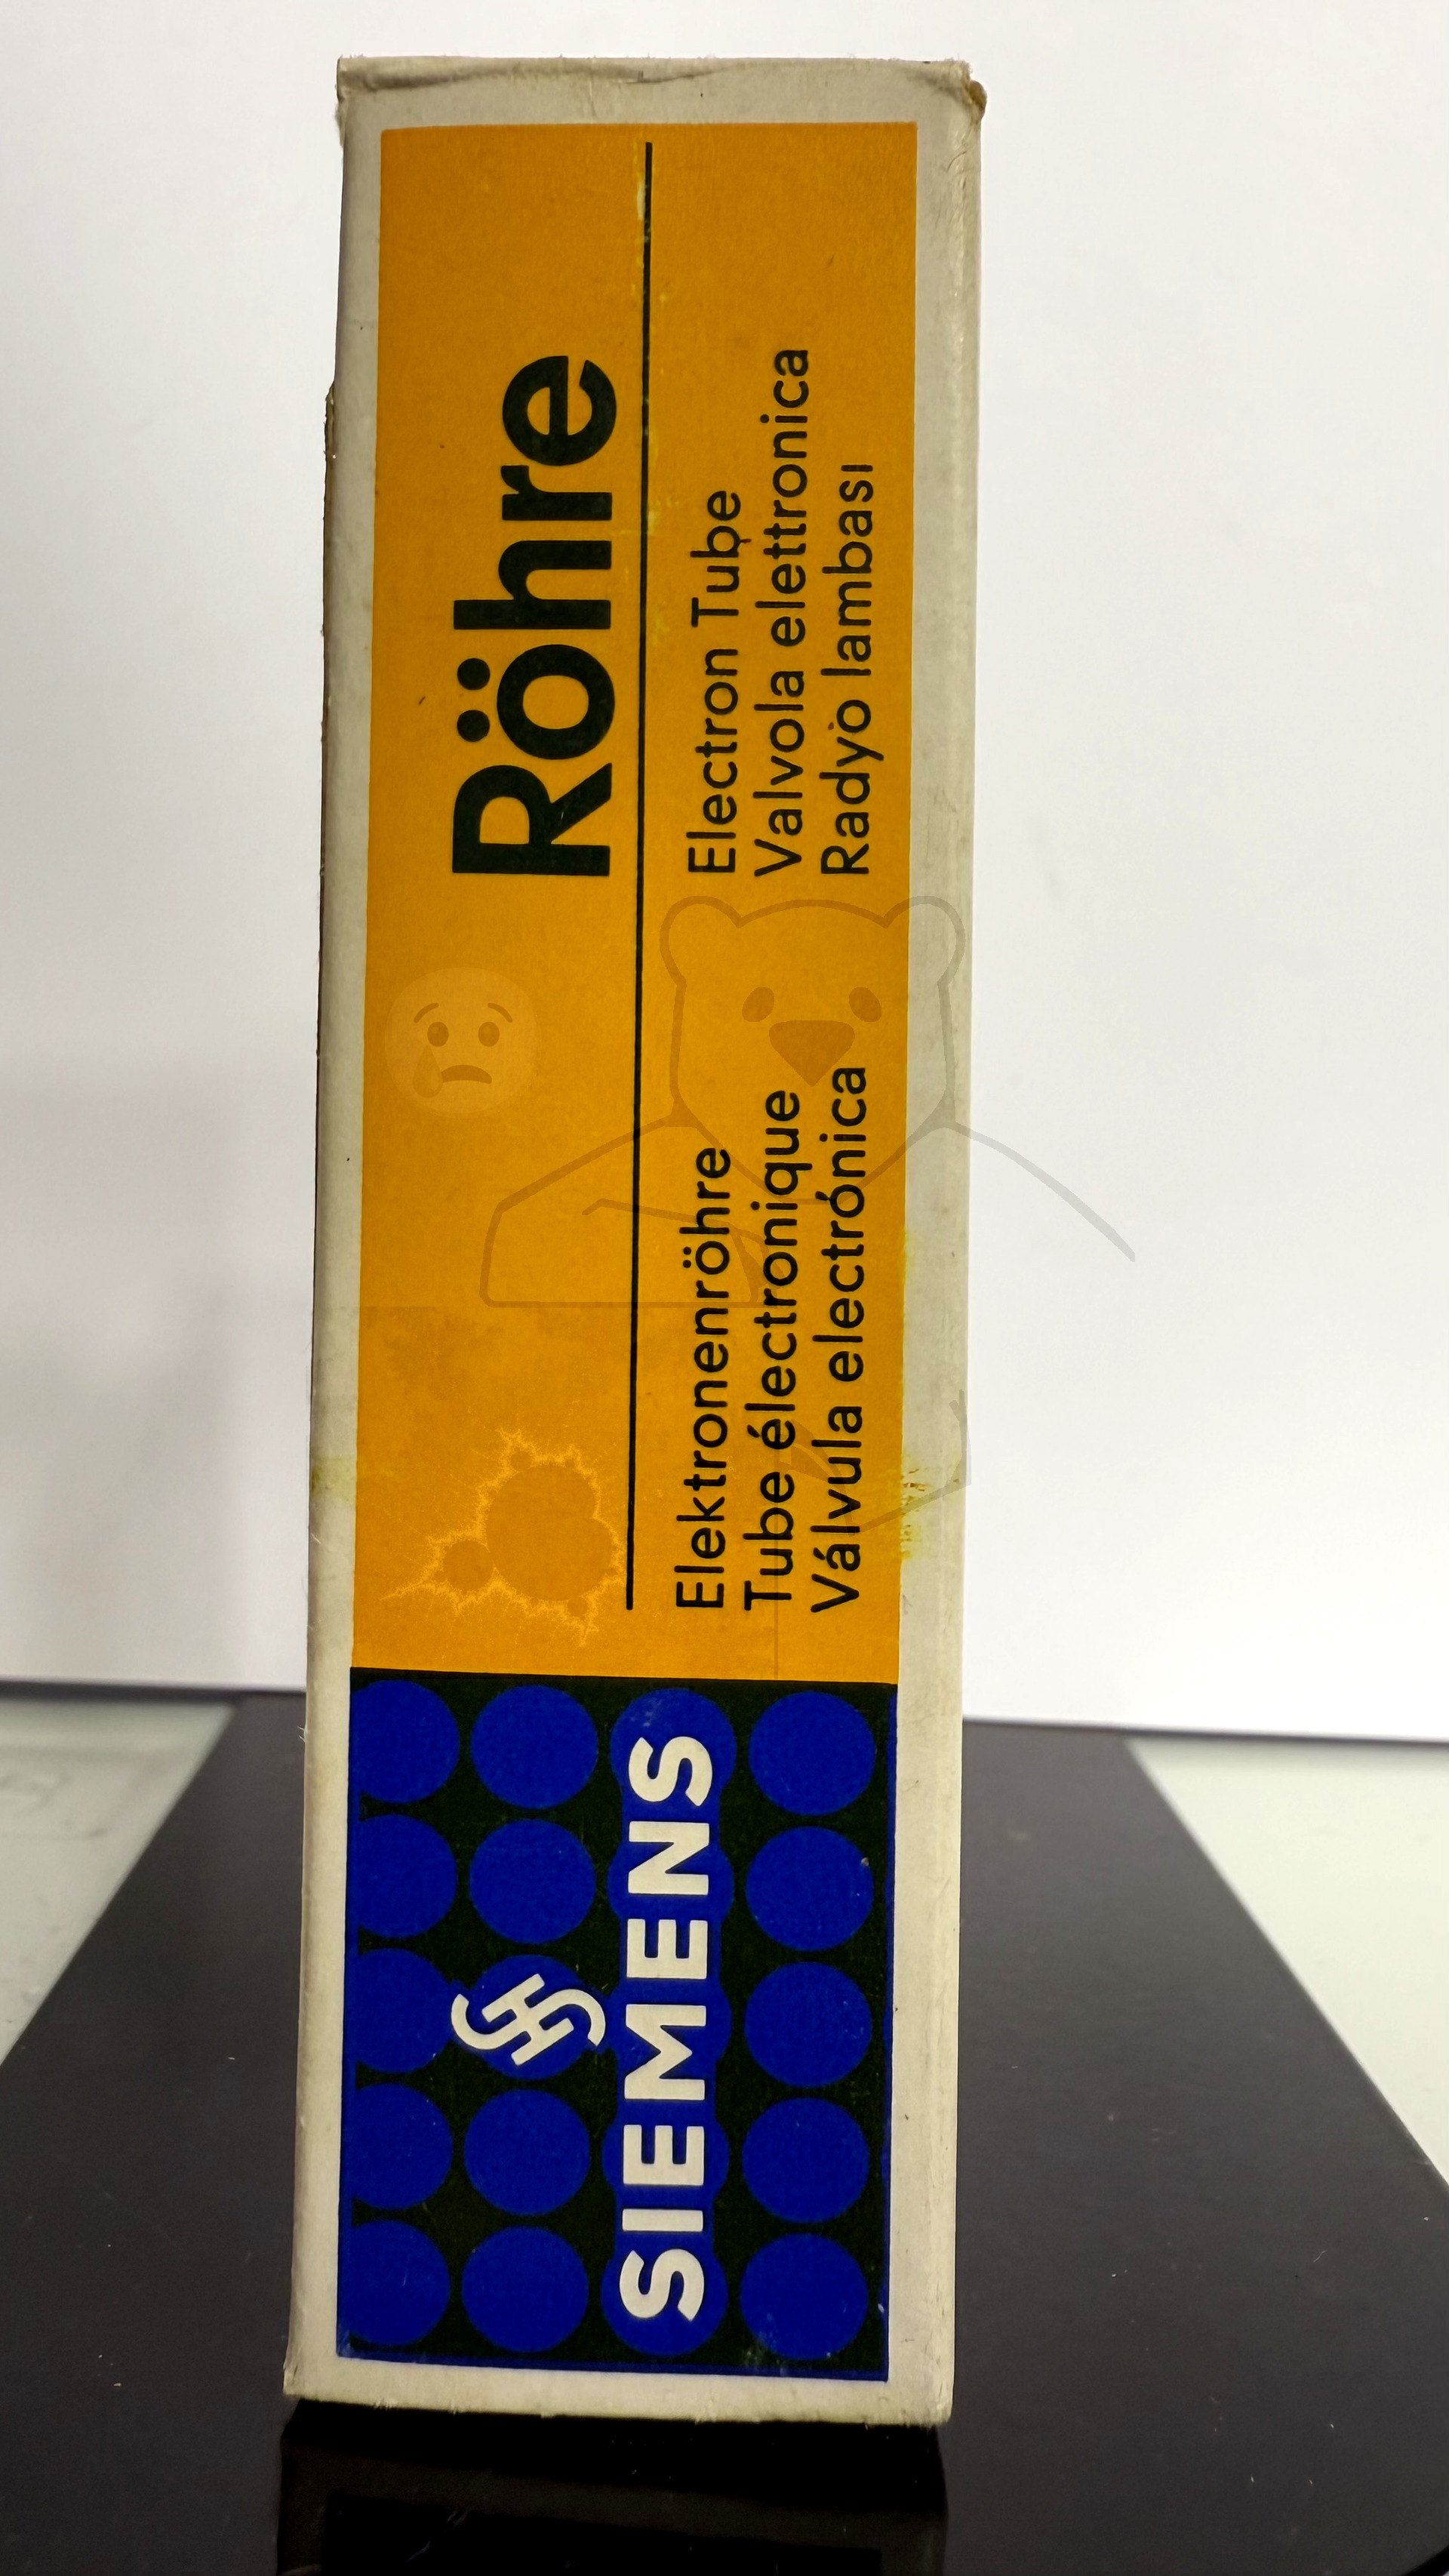 Röhre
Elektronenröhre
Tube électronique
Válvula electrónica
Electron Tube
Valvola elettronica
Radyo lambası
SIEMENS